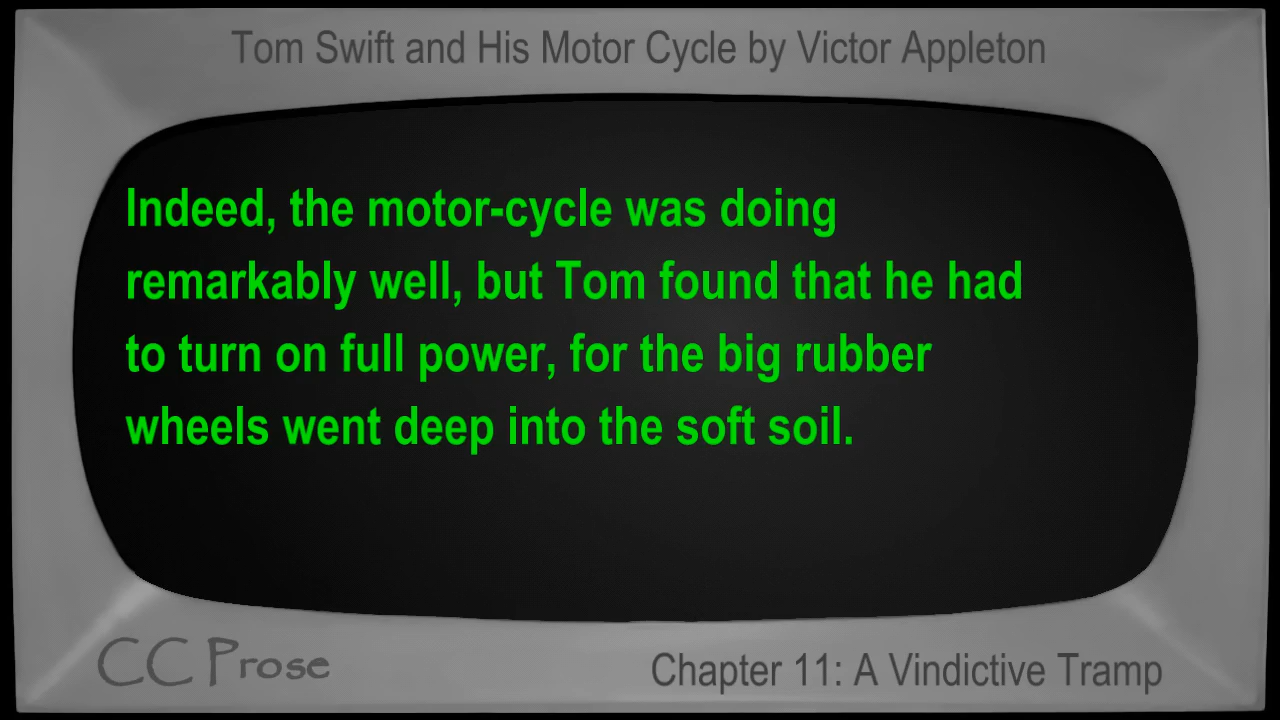 Tom Swift and His Motor Cycle by Victor Appleton
Indeed, the motor-cycle was doing
remarkably well, but Tom found that he had
to turn on full power, for the big rubber
wheels went deep into the soft soil.
CC Prose
Chapter 11: A Vindictive Tramp